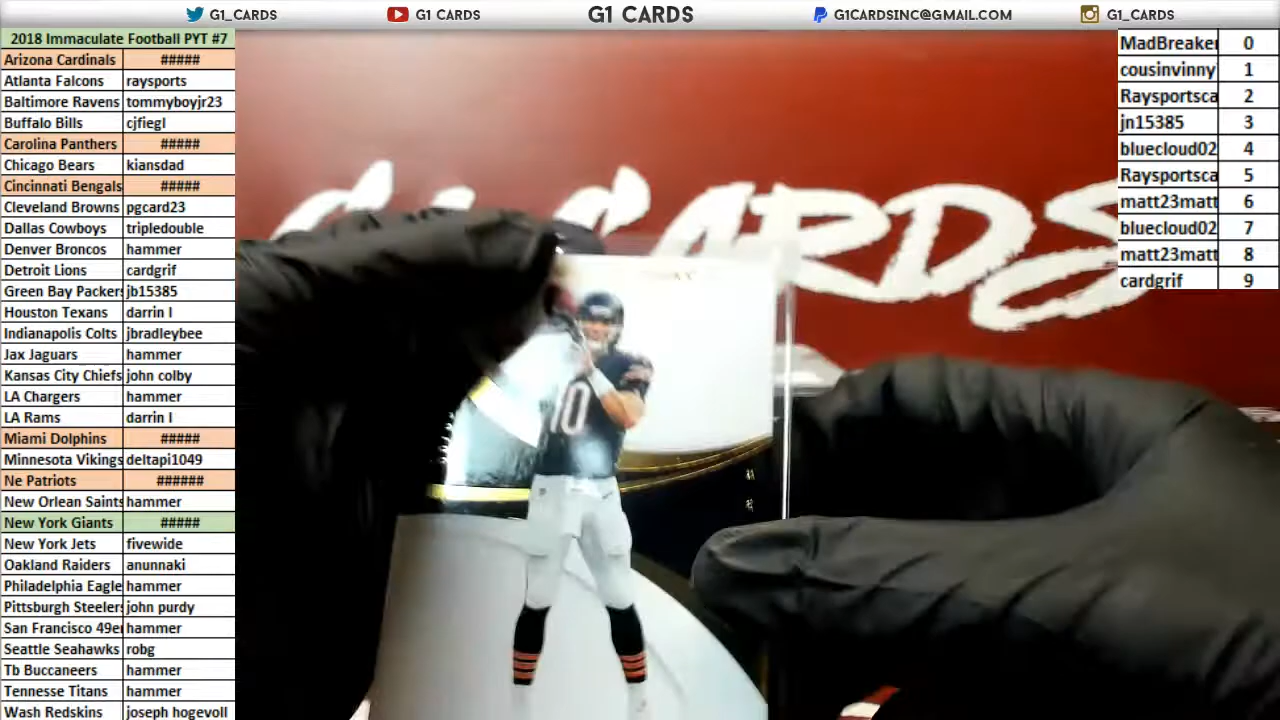 G1_CARDS G1 CARDS G1 CARDS G1CARDSINC@GMAIL.COM G1_CARDS
2018 Immaculate Football PYT #7
Arizona Cardinals #####
Atlanta Falcons raysports
Baltimore Ravens tommyboyjr23
Buffalo Bills cjfiegl
Carolina Panthers #####
Chicago Bears kiansdad
Cincinnati Bengals #####
Cleveland Browns pgcard23
Dallas Cowboys tripledouble
Denver Broncos hammer
Detroit Lions cardgrif
Green Bay Packers jb15385
Houston Texans darrin l
Indianapolis Colts jbradleybee
Jax Jaguars hammer
Kansas City Chiefs john colby
LA Chargers hammer
LA Rams darrin l
Miami Dolphins #####
Minnesota Vikings deltapi1049
Ne Patriots ######
New Orlean Saints hammer
New York Giants #####
New York Jets fivewide
Oakland Raiders anunnaki
Philadelphia Eagle hammer
Pittsburgh Steelers john purdy
San Francisco 49er hammer
Seattle Seahawks robg
Tb Buccaneers hammer
Tennesse Titans hammer
Wash Redskins joseph hogevoll
MadBreaker 0
cousinvinny 1
Raysportsca 2
jn15385 3
bluecloud02 4
Raysportsca 5
matt23matt 6
bluecloud02 7
matt23matt 8
cardgrif 9
G1 CARDS
10